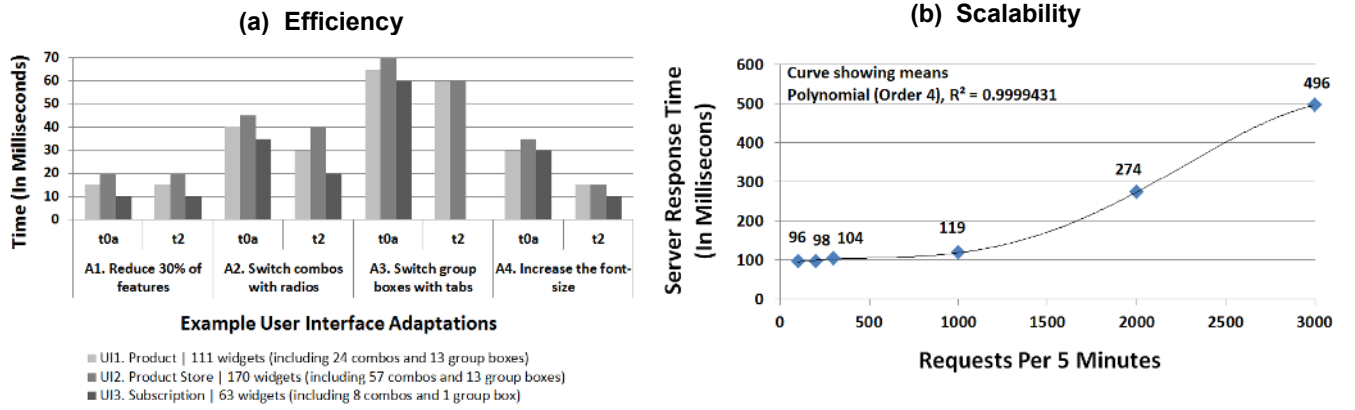 (a) Efficiency
Time (In Milliseconds)
70
60
50
40
30
20
10
0
t0a t2 t0a t2 t0a t2 t0a t2
A1. Reduce 30% of A2. Switch combos A3. Switch group A4. Increase the font-
features with radios boxes with tabs size
Example User Interface Adaptations
UI1. Product | 111 widgets (including 24 combos and 13 group boxes)
UI2. Product Store | 170 widgets (including 57 combos and 13 group boxes)
UI3. Subscription | 63 widgets (including 8 combos and 1 group box)
(b) Scalability
Server Response Time
(In Millisecons)
600
500
400
300
200
100
0
Curve showing means
Polynomial (Order 4), R² = 0.9999431
96 98 104 119 274 496
0 500 1000 1500 2000 2500 3000
Requests Per 5 Minutes